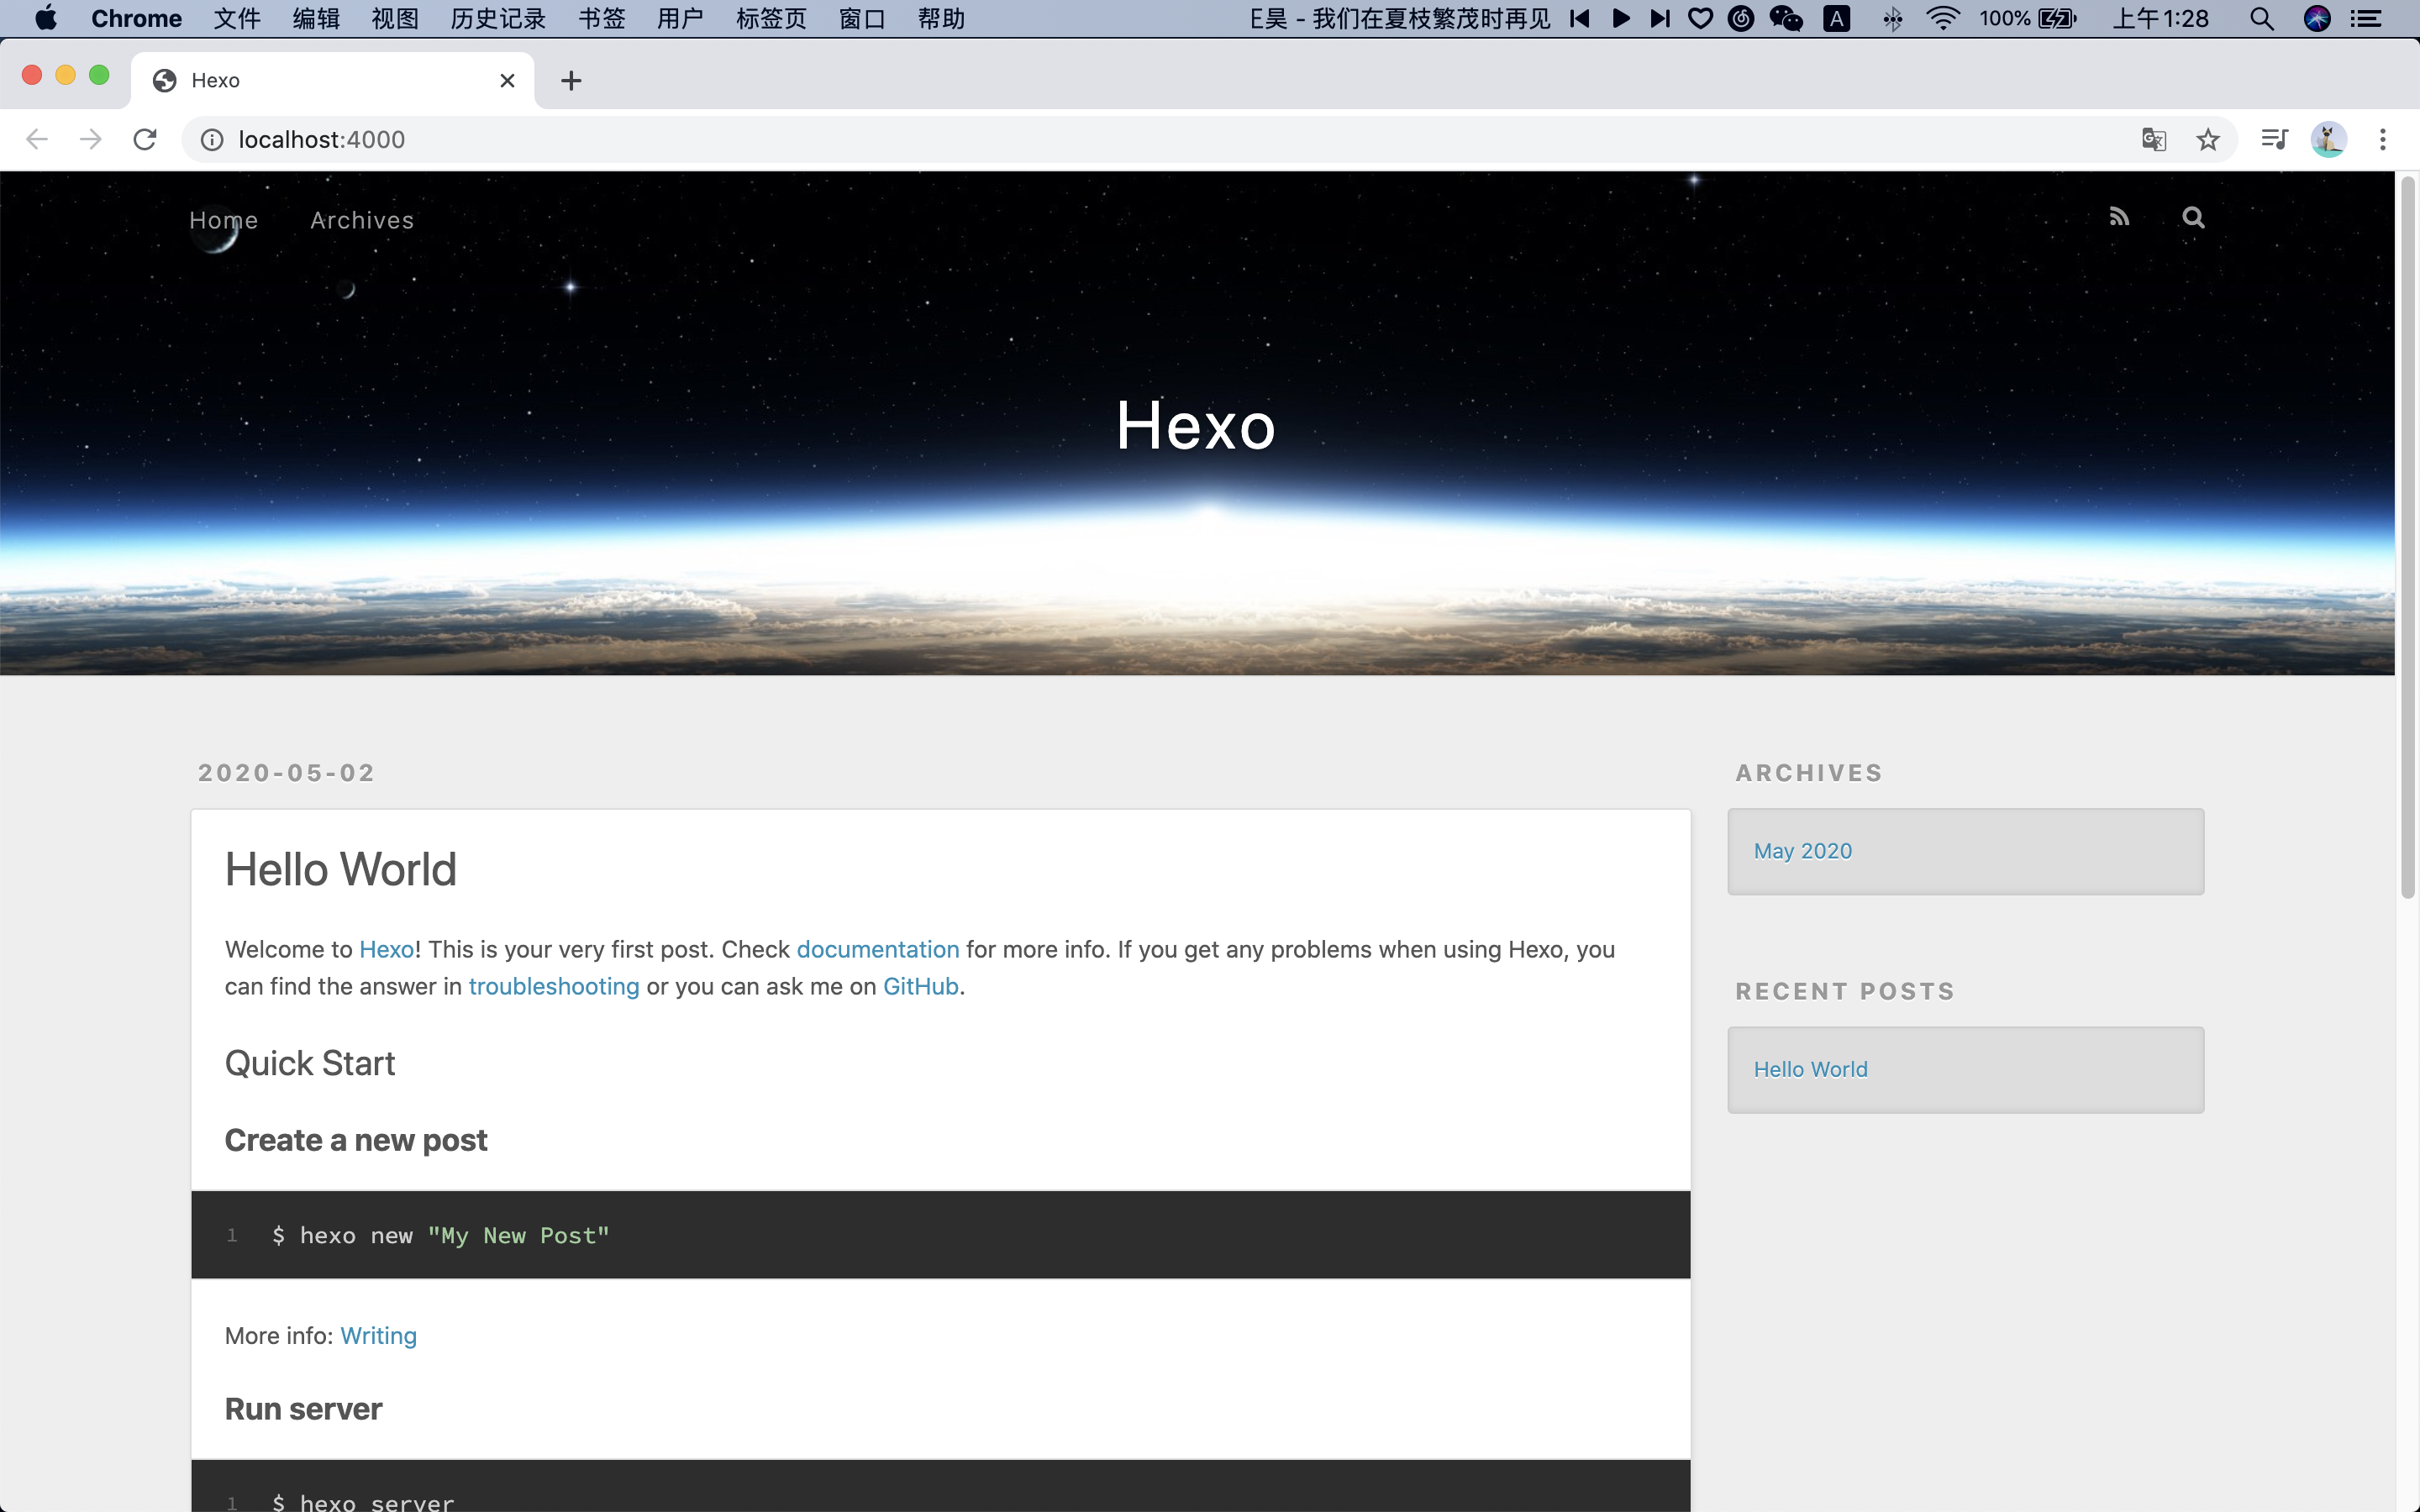 Chrome 文件 编辑 视图 历史记录 书签 用户 标签页 窗口 帮助 E昊 - 我们在夏枝繁茂时再见 A 100% 上午1:28
Hexo
localhost:4000
Home Archives
Hexo
2020-05-02
Hello World
Welcome to Hexo! This is your very first post. Check documentation for more info. If you get any problems when using Hexo, you
can find the answer in troubleshooting or you can ask me on GitHub.
Quick Start
Create a new post
1 $ hexo new "My New Post"
More info: Writing
Run server
1 $ hexo server
ARCHIVES
May 2020
RECENT POSTS
Hello World